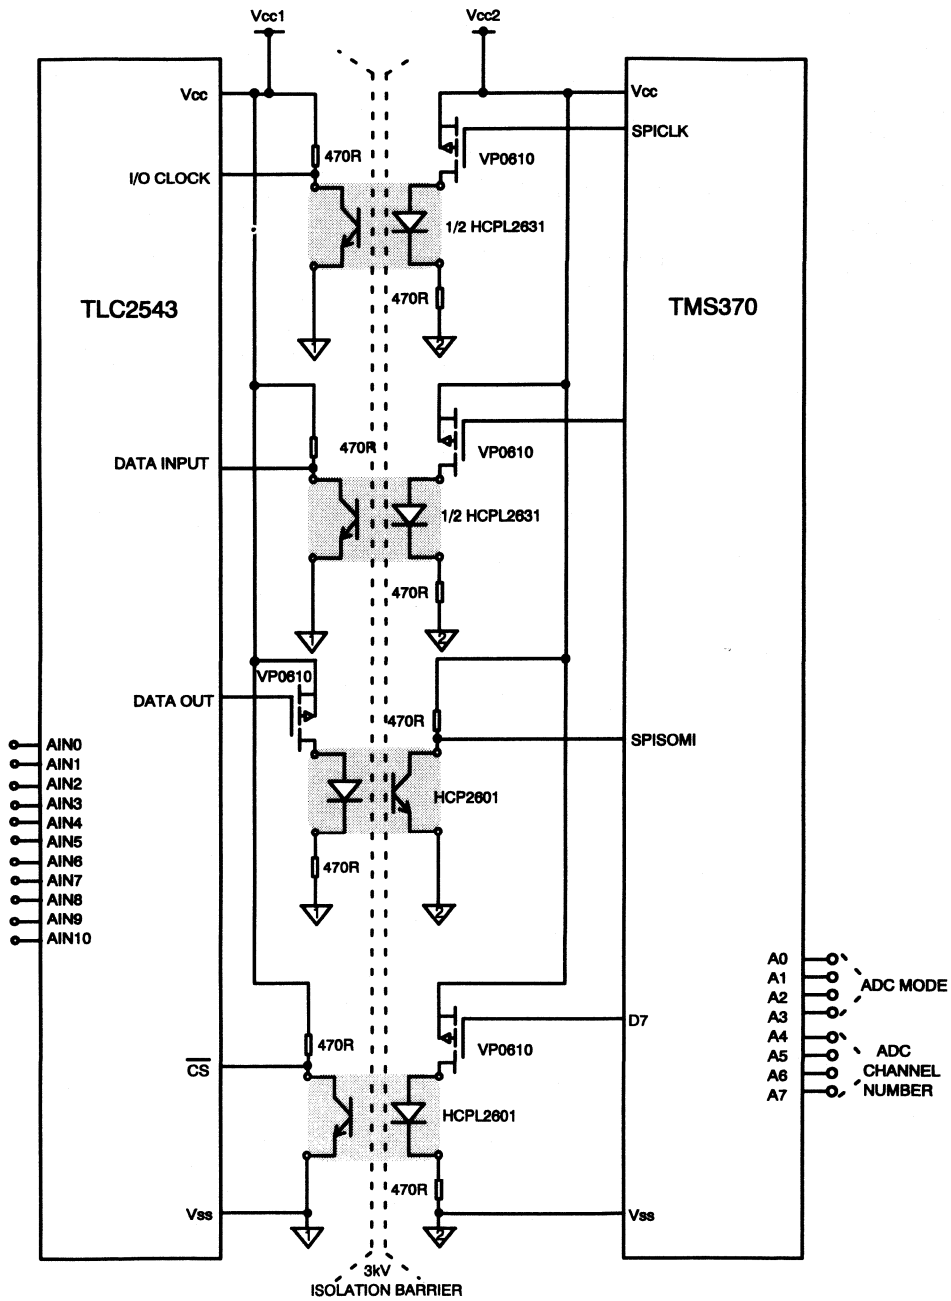 Vcc1
Vcc2
Vcc
Vcc
SPICLK
470R
VP0610
I/O CLOCK
1/2 HCPL2631
TLC2543
470R
TMS370
1
2
470R
VP0610
DATA INPUT
1/2 HCPL2631
470R
1
2
VP0610
DATA OUT
470R
SPISOMI
AIN0
AIN1
AIN2
AIN3
AIN4
AIN5
AIN6
AIN7
AIN8
AIN9
AIN10
HCP2601
470R
1
2
A0
A1
A2
A3
A4
A5
A6
A7
ADC MODE
ADC
CHANNEL
NUMBER
D7
470R
VP0610
CS
HCPL2601
470R
Vss
Vss
1
2
3kV
ISOLATION BARRIER